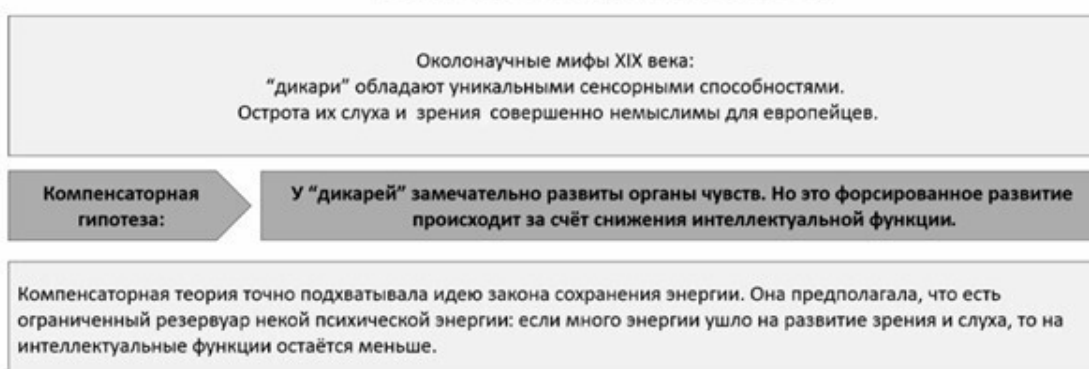 Околонаучные мифы XIX века:
“дикари” обладают уникальными сенсорными способностями.
Острота их слуха и зрения совершенно немыслимы для европейцев.
Компенсаторная
гипотеза:
У “дикарей” замечательно развиты органы чувств. Но это форсированное развитие
происходит за счёт снижения интеллектуальной функции.
Компенсаторная теория точно подхватывала идею закона сохранения энергии. Она предполагала, что есть
ограниченный резервуар некой психической энергии: если много энергии ушло на развитие зрения и слуха, то на
интеллектуальные функции остаётся меньше.